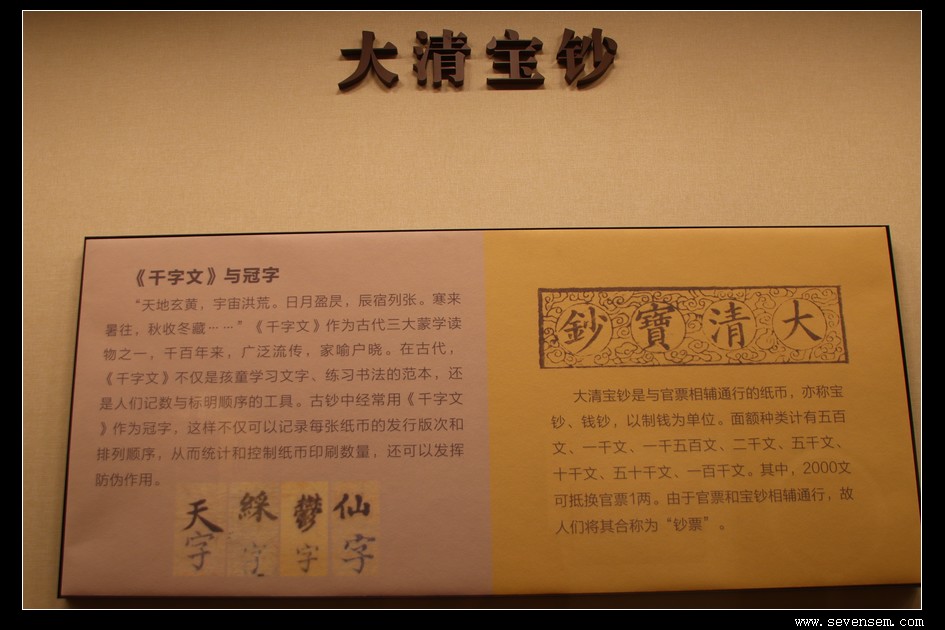 大清宝钞
《千字文》与冠字
“天地玄黄，宇宙洪荒。日月盈昃，辰宿列张。寒来
暑往，秋收冬藏……”《千字文》作为古代三大蒙学读
物之一，千百年来，广泛流传，家喻户晓。在古代，
《千字文》不仅是孩童学习文字、练习书法的范本，还
是人们记数与标明顺序的工具。古钞中经常用《千字文
》作为冠字，这样不仅可以记录每张纸币的发行版次和
排列顺序，从而统计和控制纸币印刷数量，还可以发挥
防伪作用。
天字
綵字
鬱字
仙字
鈔寶清大
大清宝钞是与官票相辅通行的纸币，亦称宝
钞、钱钞，以制钱为单位。面额种类计有五百
文、一千文、一千五百文、二千文、五千文、
十千文、五十千文、一百千文。其中，2000文
可抵换官票1两。由于官票和宝钞相辅通行，故
人们将其合称为“钞票”。
www.sevensem.com